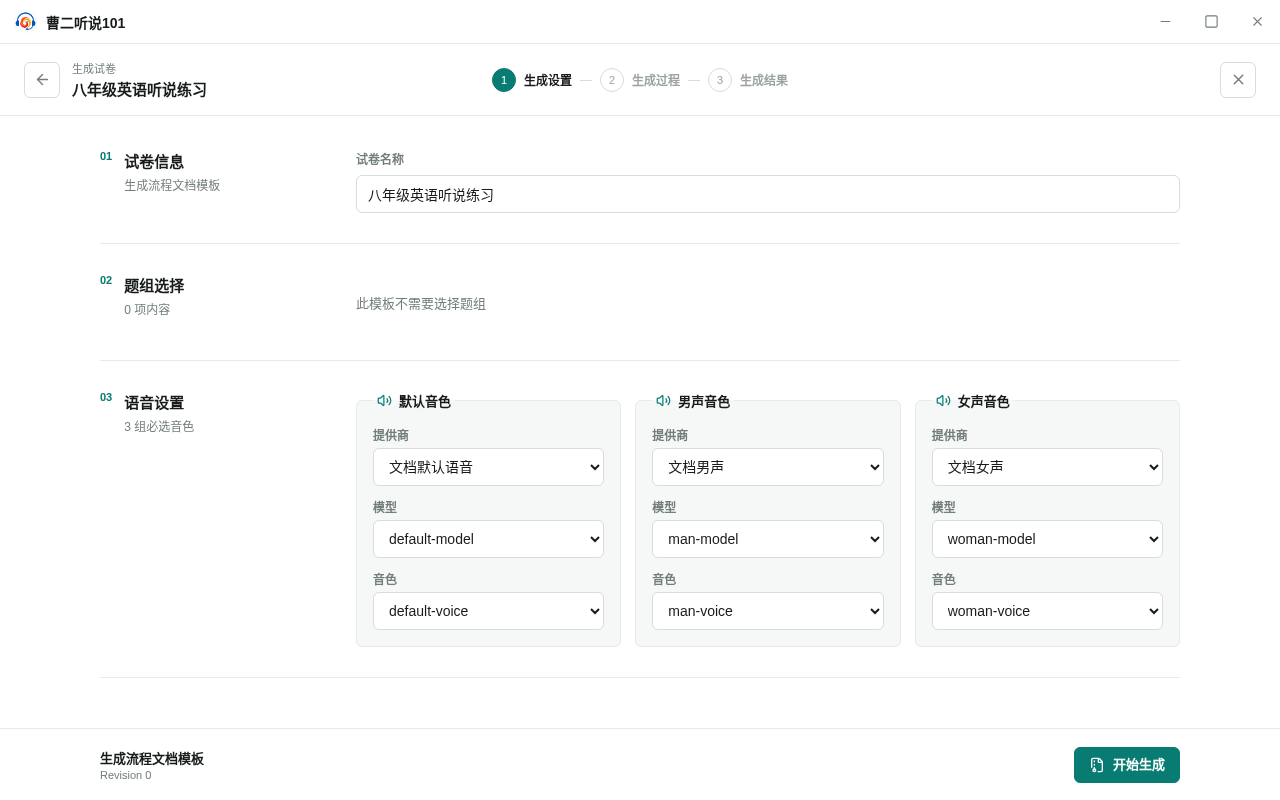 曹二听说101
生成试卷
八年级英语听说练习
1 生成设置 2 生成过程 3 生成结果
01 试卷信息
生成流程文档模板
试卷名称
八年级英语听说练习
02 题组选择
0 项内容
此模板不需要选择题组
03 语音设置
3 组必选音色
默认音色
提供商
文档默认语音
模型
default-model
音色
default-voice
男声音色
提供商
文档男声
模型
man-model
音色
man-voice
女声音色
提供商
文档女声
模型
woman-model
音色
woman-voice
生成流程文档模板
Revision 0
开始生成